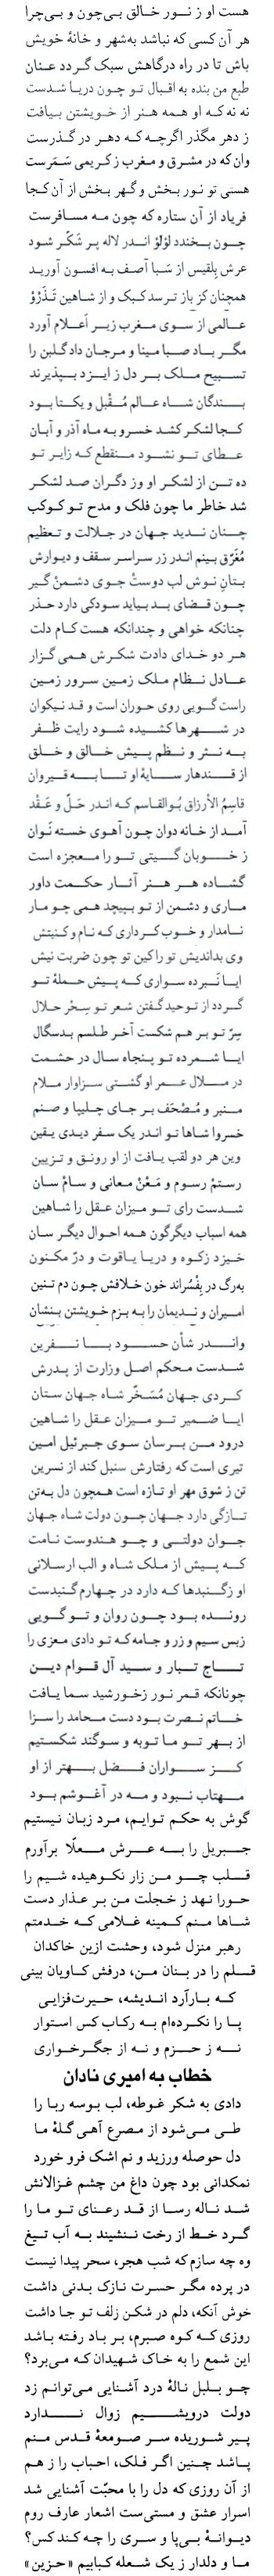 هست او ز نور خالق بی‌چون و بی‌چرا
هر آن کسی که نباشد به‌شهر و خانهٔ خویش
باش تا در راه درگاهش سبک گردد عنان
طبع من بنده به اقبال تو چون دریا شدست
نه نه که او همه هنر از خویشتن بیافت
ز دهر مگذر اگرچه که دهر در گذرست
وان که در مشرق و مغرب ز کریمی سَمَرست
هستی تو نور بخش و گهر بخش از آن کجا
فریاد از آن ستاره که چون مه مسافرست
چون بخندد لؤلؤ اندر لاله پر شکّر شود
عرش بِلقیس از سَبا آصف به افسون آورید
همچنان کز باز ترسد کبک و از شاهین تَذَرْوْ
عالمی از سوی مغرب زیر اَعلام آورد
مگر باد صبا مینا و مرجان داد گلبن را
تسبیح ملک بر دل ز ایزد بپذیرند
بندگان شاه عالم مُقْبل و یکتا بود
کجا لشکر کشد خسرو به ماه آذر و آبان
عطای تو نشود منقطع که زایر تو
ده تن از لشکر او وز دگران صد لشکر
شد خاطر ما چون فلک و مدح تو کوکب
چنان ندید جهان در جلالت و تعظیم
مُغَرّق بینم اندر زر سراسر سقف و دیوارش
بتانِ نوش لب دوستْ جوی دشمنْ گیر
چون قضای بد بیاید سودکی دارد حذر
چنانکه خواهی و چندانکه هست کام دلت
هر دو خدای دادت شکرش همی گزار
عادل نظام ملک زمین سرور زمین
راست گویی روی حوران است و قد نیکوان
در شهرها کشیده شود رایت ظفر
به نثر و نظم پیش خالق و خلق
از قندهار سایهٔ او تا به قیروان
قاسِمُ الأرزاق بُوالقاسم که اندر حَلّ و عَقْد
آمد از خانه دوان چون آهوی خسته نَوان
ز خوبان گیتی تو را معجزه است
گشاده هر هنر آثار حکمت داور
ماری و دشمن از تو بپیچد همی چو مار
نامدار و خوب کرداری که نام و کنیتش
وی بداندیش تو راکین تو چون ضربت نیش
ایا نَبرده سواری که پیش حملهٔ تو
گردد از توحید گفتن شعر تو سِحْر حلال
سِرّ تو بر هم شکست آخر طلسم بدسگال
ایا شمرده تو پنجاه سال در حشمت
در ملال عمر او گشتی سزاوار ملام
منبر و مُصْحَف بر جای چلیپا و صنم
خسروا شاها تو اندر یک سفر دیدی یقین
وین هر دو لقب یافت از او رونق و تزیین
رستمْ رسوم و مَعْنْ معانی و سامْ سان
شدست رای تو میزان عقل را شاهین
همه اسباب دیگرگون همه احوال دیگر سان
خیزد زکوه و دریا یاقوت و درّ مکنون
به‌رگ در بِفْسُراند خون خلافش چون دم تنین
امیران و ندیمان را به بزم خویشتن بنشان
واندر شأن حسود با نفرین
شدست محکم اصل وزارت از پدرش
کردی جهان مُسَخّر شاه جهان ستان
ایا ضمیر تو میزان عقل را شاهین
درود من برسان سوی جبرئیل امین
تیری است که رفتارش سنبل کند از نسرین
تن ز شوق مهر او تازه است همچون دل به‌تن
تازگی دارد جهان چون دولت شاه جهان
جوان دولتی و چو هندوست نامت
که پیش از ملک شاه و الب ارسلانی
او زگنبدها که دارد در چهارم گنبدست
رونده بود چون روان و تو گویی
زبس سیم و زر و جامه که تو دادی معزی را
تاج تبار و سید آل قوام دین
چونانکه قمر نور زخورشید سما یافت
خاتم نصرت بود دست محامد را سزا
از بهر تو ما توبه و سوگند شکستیم
کز سواران فضل بهتر از او
مهتاب نبود و مه در آغوشم بود
گوش به حکم توایم، مرد زبان نیستیم
جبریل را به عرش معلّا برآورم
قلب چو من زار نکوهیده شیم را
حورا نهد ز خجلت من بر عذار دست
شاها منم کمینه غلامی که خدمتم
رهبر منزل شود، وحشت ازین خاکدان
قلم را در بنان من، درفش کاویان بینی
که بارآرد اندیشه، حیرت‌فزایی
پا را نکرده‌ام به رکاب کس استوار
نه ز حزم و نه از جگرخواری
خطاب به امیری نادان
دادی به شکر غوطه، لب بوسه ربا را
طی می‌شود از مصرع آهی گلهٔ ما
دل حوصله ورزید و نم اشک فرو خورد
نمکدانی بود چون داغ من چشم غزالانش
شد ناله رسا از قد رعنای تو ما را
گرد خط از رخت ننشیند به آب تیغ
وه چه سازم که شب هجر، سحر پیدا نیست
در پرده مگر حسرت نازک بدنی داشت
خوش آنکه، دلم در شکن زلف تو جا داشت
روزی که کوه صبرم، بر باد رفته باشد
این شمع را به خاک شهیدان که می‌برد؟
چو بلبل نالهٔ درد آشنایی می‌توانم زد
دولت درویشیم زوال ندارد
پیر شوریده سر صومعهٔ قدس منم
پاشد چنین اگر فلک، احباب را ز هم
از آن روزی که دل را با محبّت آشنایی شد
اسرار عشق و مستی‌ست اشعار عارف روم
دیوانهٔ بی‌پا و سری را چه کند کس؟
ما و دلدار ز یک شعله کبابیم «حزین»